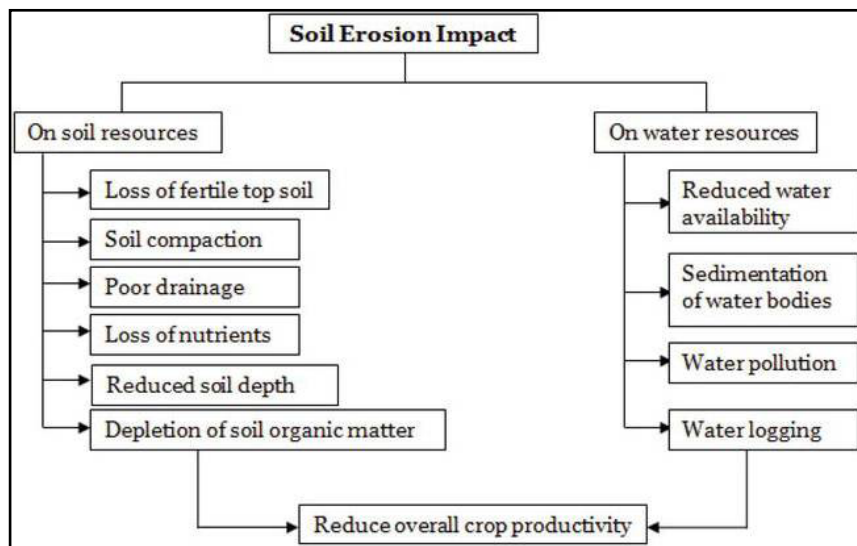 Soil Erosion Impact
On soil resources
Loss of fertile top soil
Soil compaction
Poor drainage
Loss of nutrients
Reduced soil depth
Depletion of soil organic matter
On water resources
Reduced water
availability
Sedimentation
of water bodies
Water pollution
Water logging
Reduce overall crop productivity